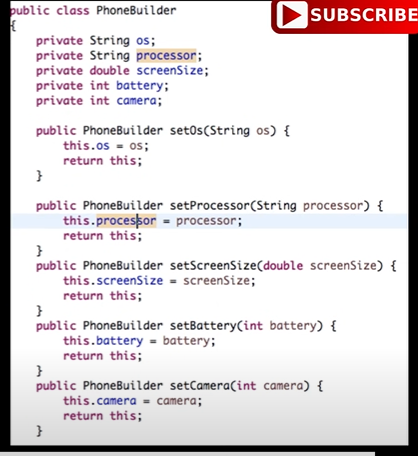 public class PhoneBuilder
SUBSCRIBE
{
    private String os;
    private String processor;
    private double screenSize;
    private int battery;
    private int camera;

    public PhoneBuilder setOs(String os) {
        this.os = os;
        return this;
    }

    public PhoneBuilder setProcessor(String processor) {
        this.processor = processor;
        return this;
    }
    public PhoneBuilder setScreenSize(double screenSize) {
        this.screenSize = screenSize;
        return this;
    }
    public PhoneBuilder setBattery(int battery) {
        this.battery = battery;
        return this;
    }
    public PhoneBuilder setCamera(int camera) {
        this.camera = camera;
        return this;
    }